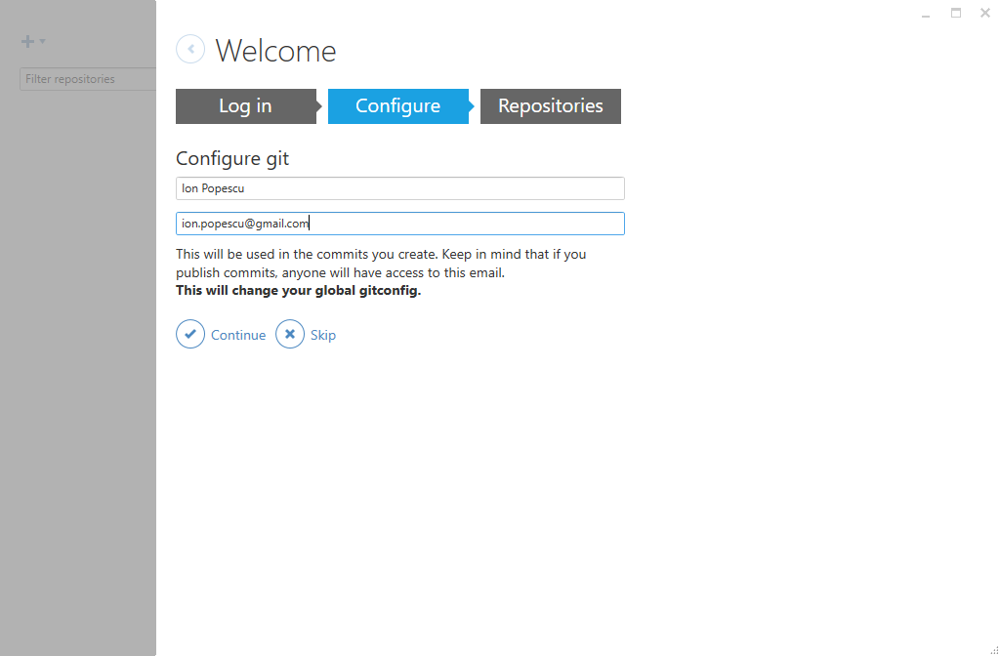 Filter repositories
Welcome
Log in
Configure
Repositories
Configure git
Ion Popescu
ion.popescu@gmail.com
This will be used in the commits you create. Keep in mind that if you
publish commits, anyone will have access to this email.
This will change your global gitconfig.
Continue
Skip